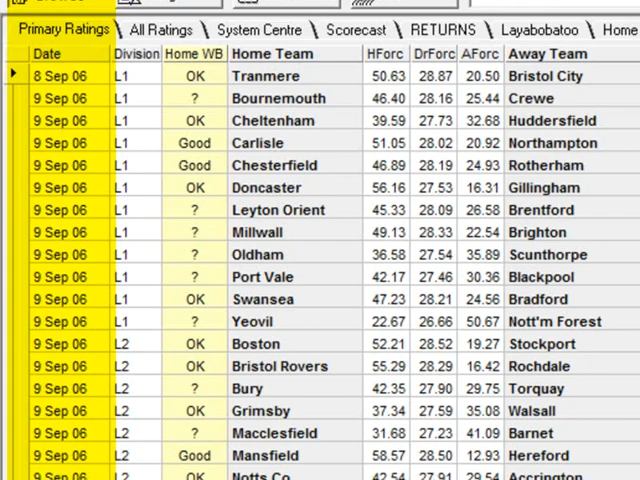 Primary Ratings All Ratings System Centre Scorecast RETURNS Layabobatoo Home
Date Division Home WB Home Team HForc DrForc AForc Away Team
8 Sep 06 L1 OK Tranmere 50.63 28.87 20.50 Bristol City
9 Sep 06 L1 ? Bournemouth 46.40 28.16 25.44 Crewe
9 Sep 06 L1 OK Cheltenham 39.59 27.73 32.68 Huddersfield
9 Sep 06 L1 Good Carlisle 51.05 28.02 20.92 Northampton
9 Sep 06 L1 Good Chesterfield 46.89 28.19 24.93 Rotherham
9 Sep 06 L1 OK Doncaster 56.16 27.53 16.31 Gillingham
9 Sep 06 L1 ? Leyton Orient 45.33 28.09 26.58 Brentford
9 Sep 06 L1 ? Millwall 49.13 28.33 22.54 Brighton
9 Sep 06 L1 ? Oldham 36.58 27.54 35.89 Scunthorpe
9 Sep 06 L1 ? Port Vale 42.17 27.46 30.36 Blackpool
9 Sep 06 L1 OK Swansea 47.23 28.21 24.56 Bradford
9 Sep 06 L1 ? Yeovil 22.67 26.66 50.67 Nott'm Forest
9 Sep 06 L2 OK Boston 52.21 28.52 19.27 Stockport
9 Sep 06 L2 OK Bristol Rovers 55.29 28.29 16.42 Rochdale
9 Sep 06 L2 ? Bury 42.35 27.90 29.75 Torquay
9 Sep 06 L2 OK Grimsby 37.34 27.59 35.08 Walsall
9 Sep 06 L2 ? Macclesfield 31.68 27.23 41.09 Barnet
9 Sep 06 L2 Good Mansfield 58.57 28.50 12.93 Hereford
9 Sep 06 L2 OK Notts Co 42.54 27.91 29.54 Accrington